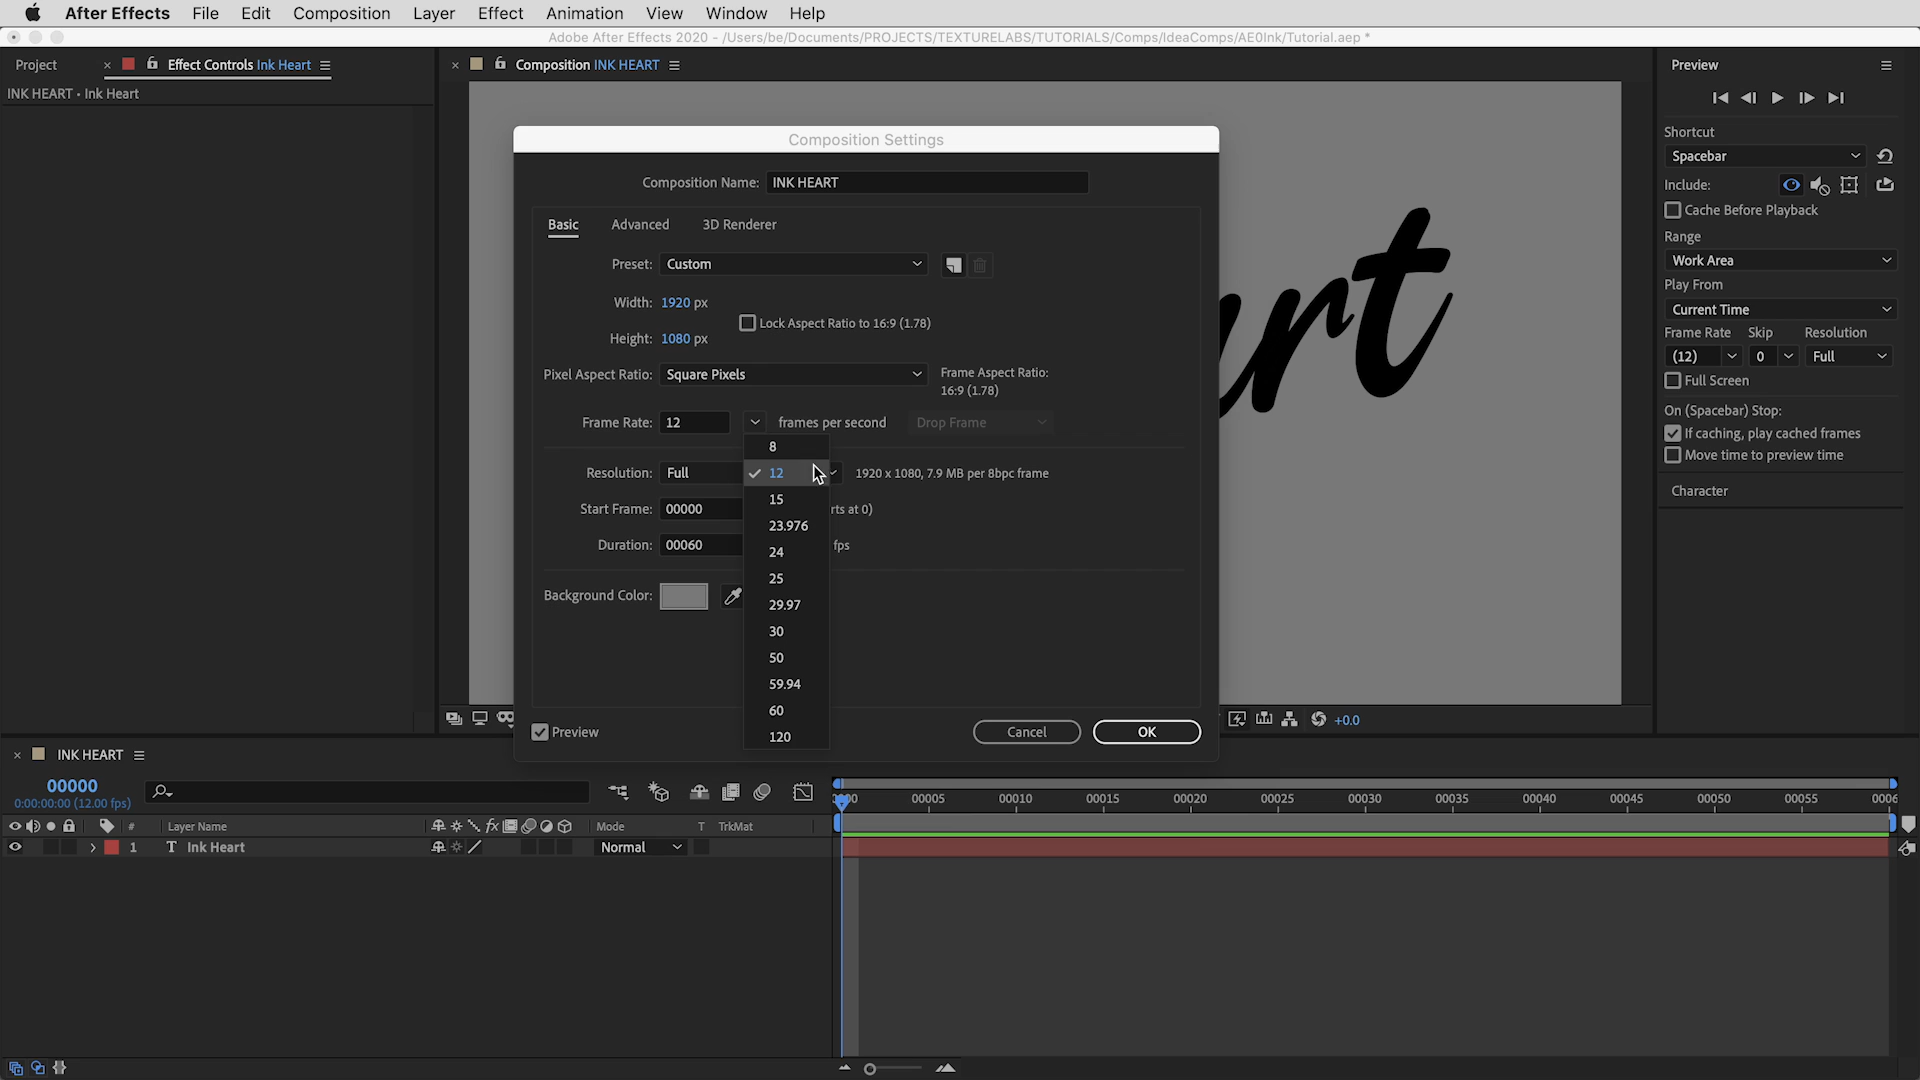 After Effects File Edit Composition Layer Effect Animation View Window Help
Adobe After Effects 2020 - /Users/be/Documents/PROJECTS/TEXTURELABS/TUTORIALS/Comps/IdeaComps/AE0Ink/Tutorial.aep *
Project × Effect Controls Ink Heart
INK HEART • Ink Heart
× Composition INK HEART
art
Composition Settings
Composition Name: INK HEART
Basic Advanced 3D Renderer
Preset: Custom
Width: 1920 px
Lock Aspect Ratio to 16:9 (1.78)
Height: 1080 px
Pixel Aspect Ratio: Square Pixels
Frame Aspect Ratio:
16:9 (1.78)
Frame Rate: 12 frames per second Drop Frame
8
Resolution: Full
12
1920 x 1080, 7.9 MB per 8bpc frame
15
Start Frame: 00000
rts at 0)
23.976
Duration: 00060
fps
24
25
Background Color:
29.97
30
50
59.94
60
120
Preview
Cancel OK
+0.0
Preview
Shortcut
Spacebar
Include:
Cache Before Playback
Range
Work Area
Play From
Current Time
Frame Rate Skip Resolution
(12) 0 Full
Full Screen
On (Spacebar) Stop:
If caching, play cached frames
Move time to preview time
Character
× INK HEART
00000
0:00:00:00 (12.00 fps)
00005 00010 00015 00020 00025 00030 00035 00040 00045 00050 00055 0006
# Layer Name fx Mode T TrkMat
1 T Ink Heart Normal